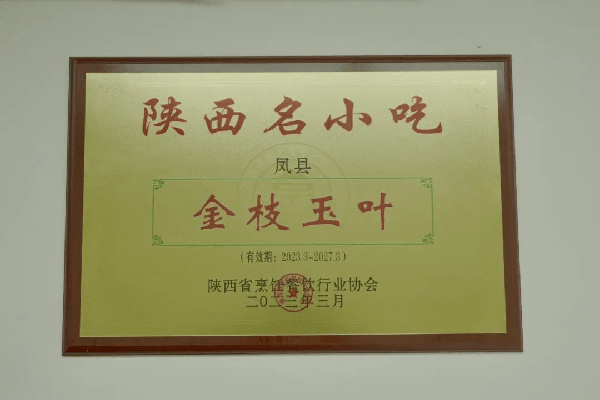 陕西名小吃
凤县
金枝玉叶
(有效期：2023.3-2027.3)
陕西省烹饪餐饮行业协会
二〇二三年三月